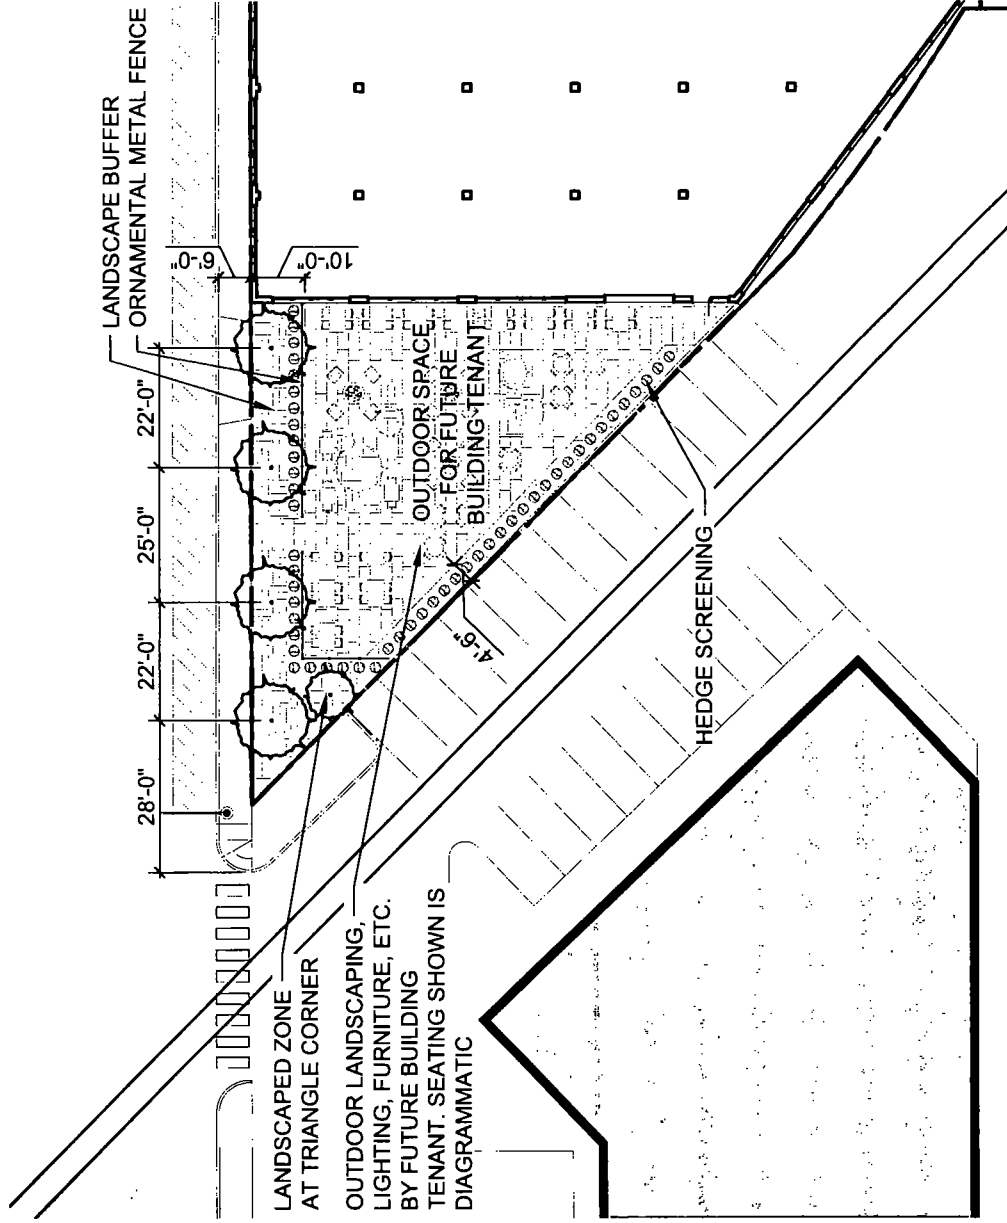 LANDSCAPE BUFFER
ORNAMENTAL METAL FENCE
6'-0"
10'-0"
22'-0"
25'-0"
22'-0"
28'-0"
OUTDOOR SPACE
FOR FUTURE
BUILDING TENANT
4'-6"
HEDGE SCREENING
LANDSCAPED ZONE
AT TRIANGLE CORNER
OUTDOOR LANDSCAPING,
LIGHTING, FURNITURE, ETC.
BY FUTURE BUILDING
TENANT. SEATING SHOWN IS
DIAGRAMMATIC